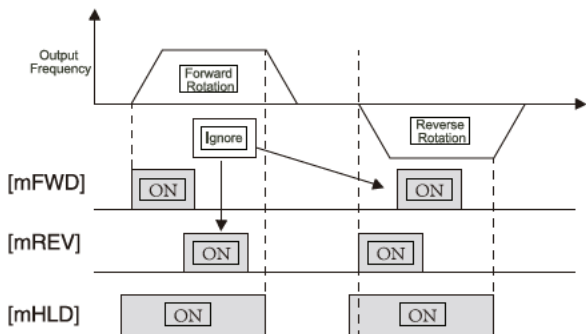 Output
Frequency
Forward
Rotation
Ignore
Reverse
Rotation
[mFWD]
ON
ON
[mREV]
ON
ON
[mHLD]
ON
ON